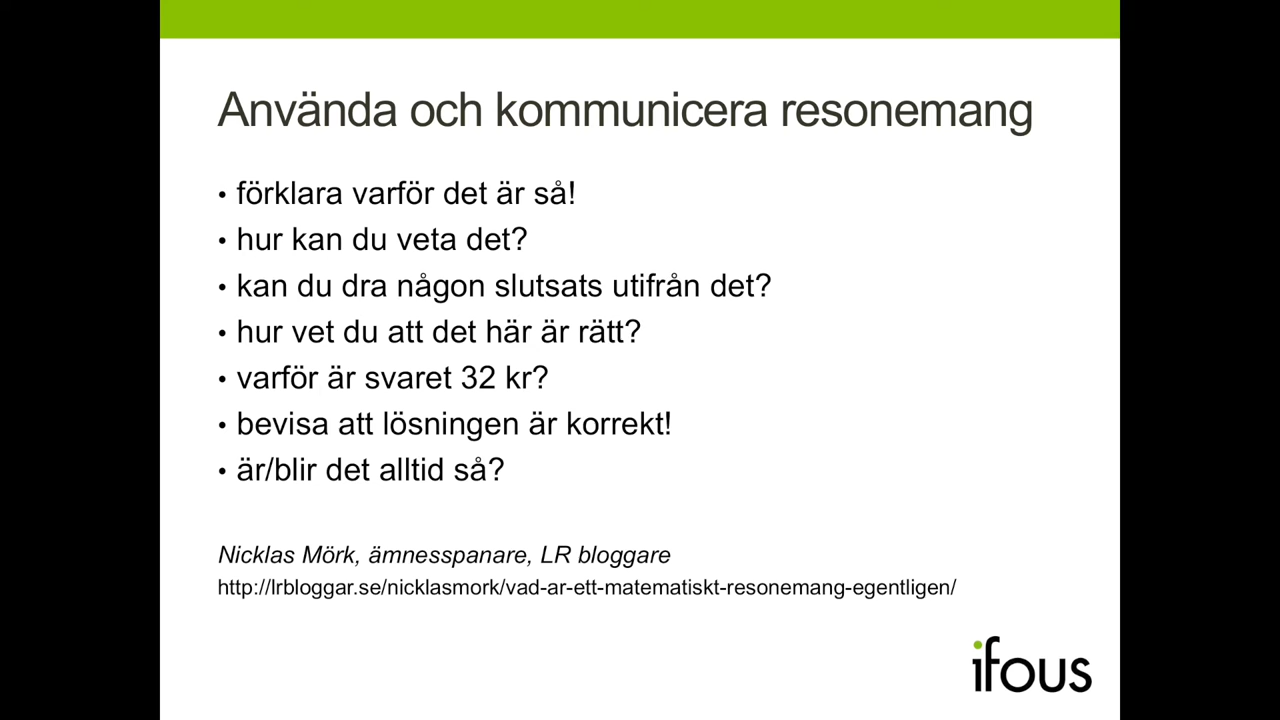 Använda och kommunicera resonemang
• förklara varför det är så!
• hur kan du veta det?
• kan du dra någon slutsats utifrån det?
• hur vet du att det här är rätt?
• varför är svaret 32 kr?
• bevisa att lösningen är korrekt!
• är/blir det alltid så?
Nicklas Mörk, ämnesspanare, LR bloggare
http://lrbloggar.se/nicklasmork/vad-ar-ett-matematiskt-resonemang-egentligen/
ifous